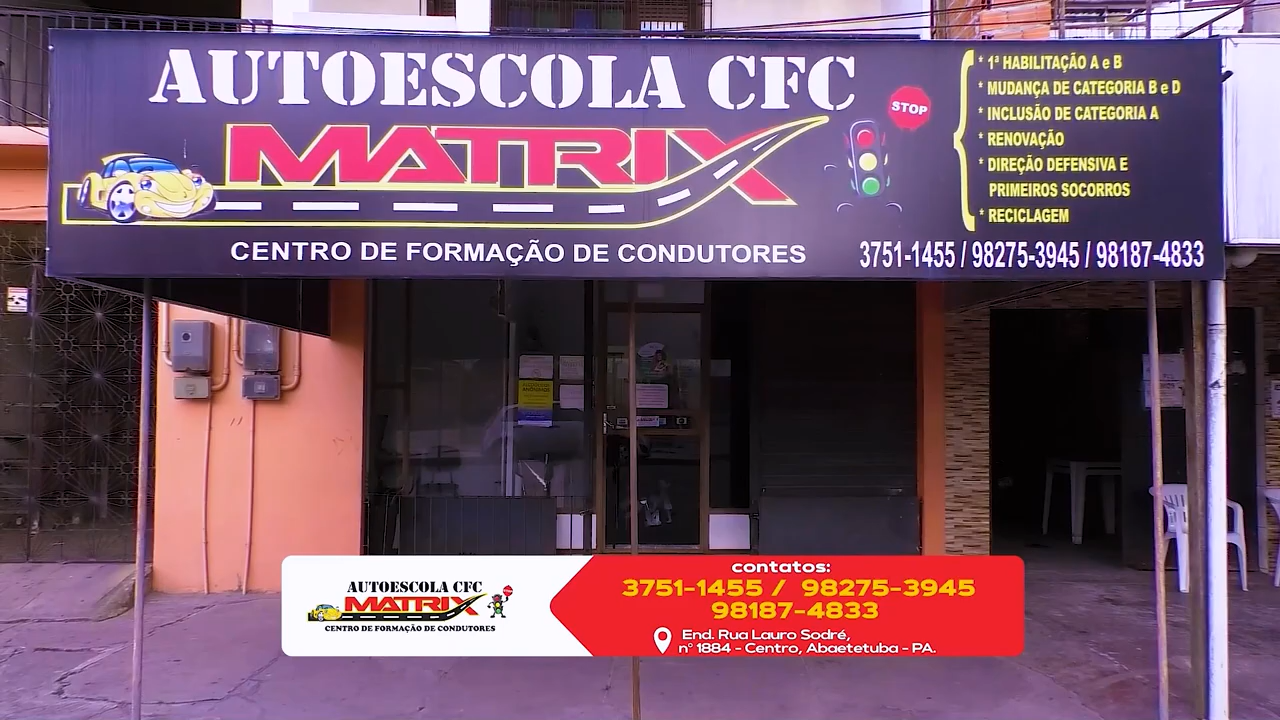 AUTOESCOLA CFC
MATRIX
CENTRO DE FORMAÇÃO DE CONDUTORES
STOP
* 1ª HABILITAÇÃO A e B
* MUDANÇA DE CATEGORIA B e D
* INCLUSÃO DE CATEGORIA A
* RENOVAÇÃO
* DIREÇÃO DEFENSIVA E
PRIMEIROS SOCORROS
* RECICLAGEM
3751-1455 / 98275-3945 / 98187-4833
AUTOESCOLA CFC
MATRIX
CENTRO DE FORMAÇÃO DE CONDUTORES
contatos:
3751-1455 / 98275-3945
98187-4833
End. Rua Lauro Sodré,
nº 1884 - Centro, Abaetetuba - PA.